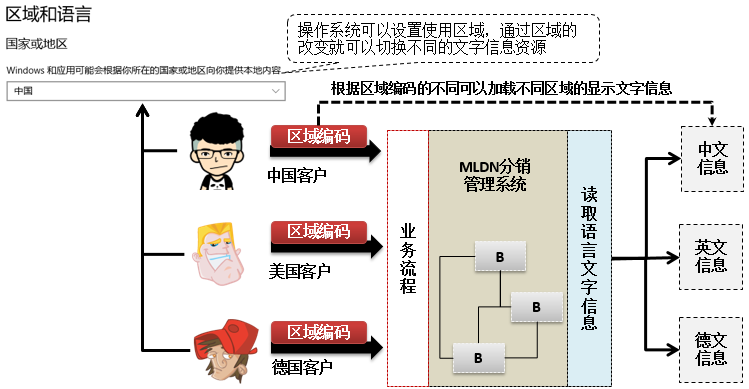 区域和语言
国家或地区
Windows 和应用可能会根据你所在的国家或地区向你提供本地内容
中国
操作系统可以设置使用区域，通过区域的
改变就可以切换不同的文字信息资源
根据区域编码的不同可以加载不同区域的显示文字信息
区域编码
中国客户
区域编码
美国客户
区域编码
德国客户
业务流程
MLDN分销
管理系统
B
B
B
读取语言文字信息
中文
信息
英文
信息
德文
信息